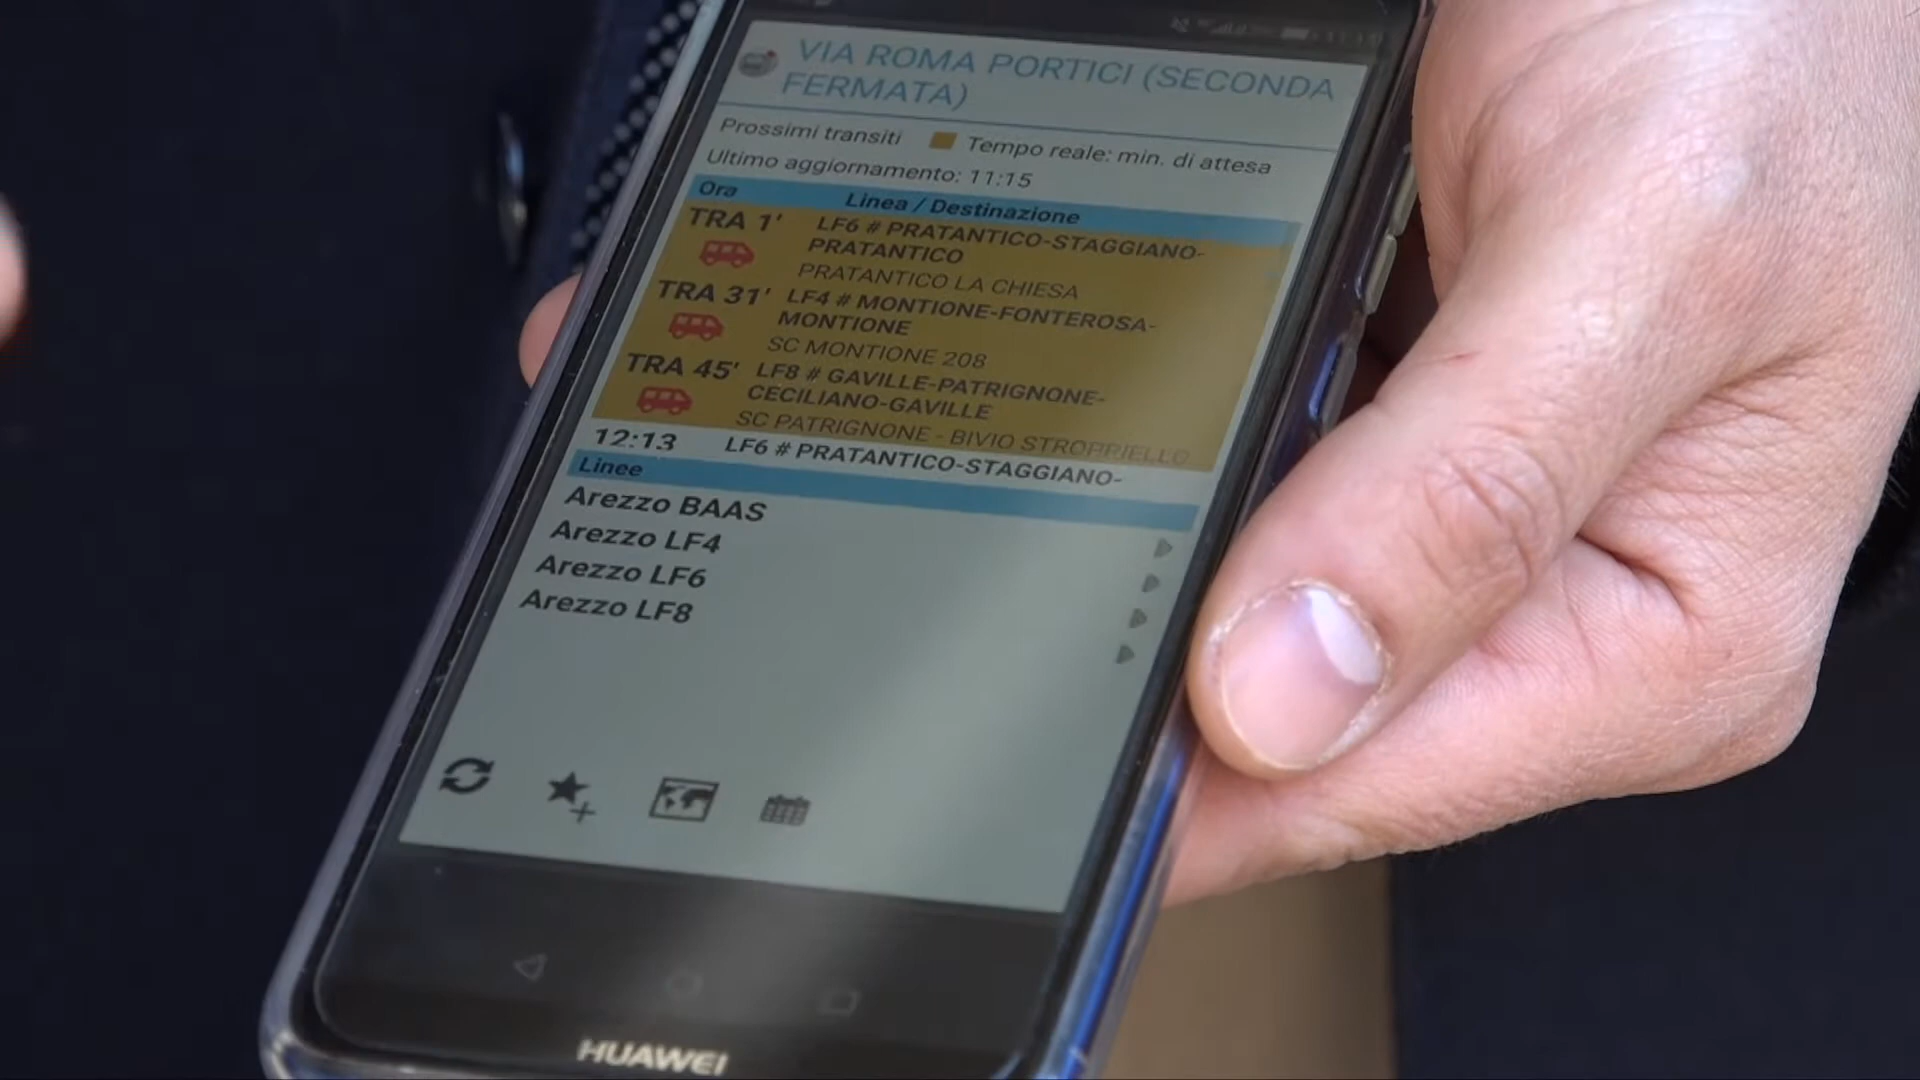 VIA ROMA PORTICI (SECONDA
FERMATA)
Prossimi transiti
Tempo reale: min. di attesa
Ultimo aggiornamento: 11:15
Ora
Linea / Destinazione
TRA 1'
LF6 # PRATANTICO-STAGGIANO-
PRATANTICO
PRATANTICO LA CHIESA
TRA 31'
LF4 # MONTIONE-FONTEROSA-
MONTIONE
SC MONTIONE 208
TRA 45'
LF8 # GAVILLE-PATRIGNONE-
CECILIANO-GAVILLE
SC PATRIGNONE - BIVIO STROPPIELLO
12:13
LF6 # PRATANTICO-STAGGIANO-
Linee
Arezzo BAAS
Arezzo LF4
Arezzo LF6
Arezzo LF8
HUAWEI